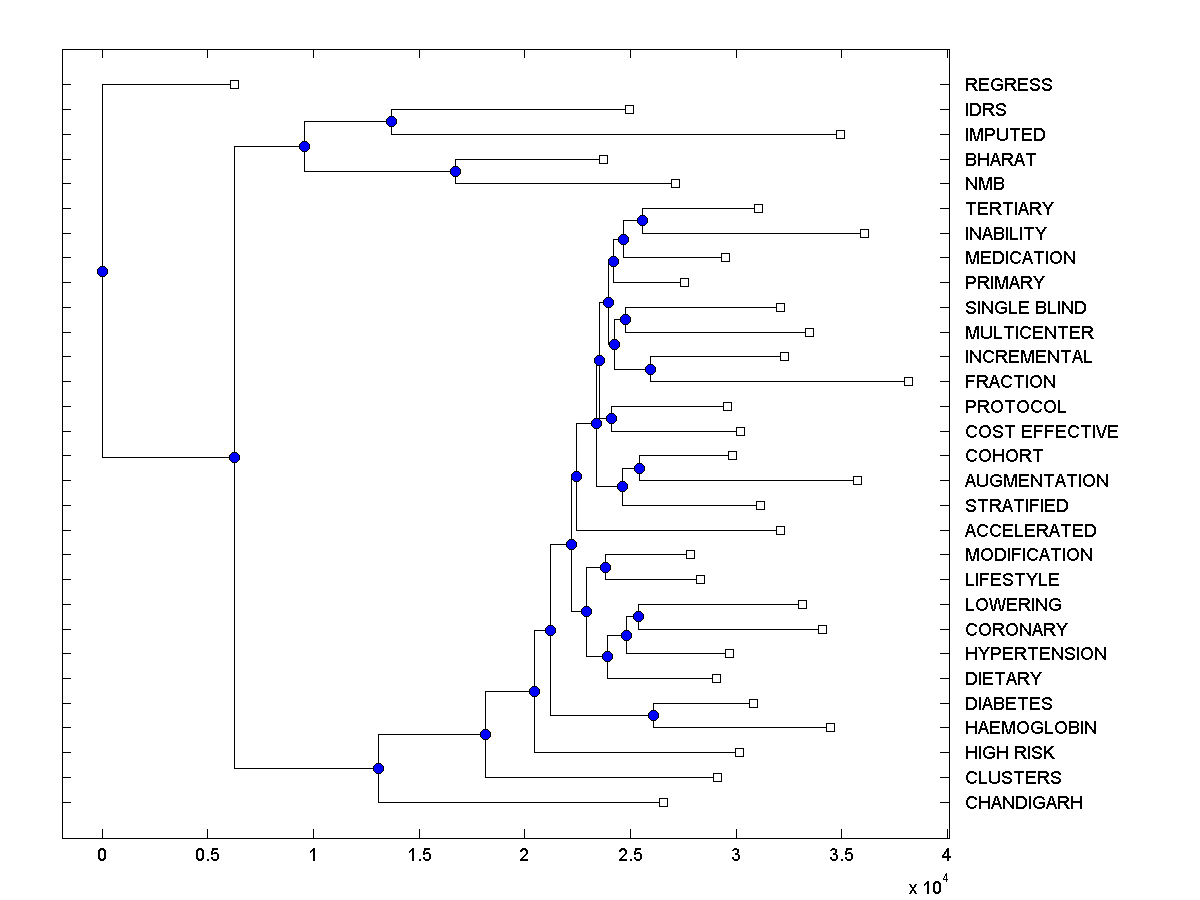 REGRESS
IDRS
IMPUTED
BHARAT
NMB
TERTIARY
INABILITY
MEDICATION
PRIMARY
SINGLE BLIND
MULTICENTER
INCREMENTAL
FRACTION
PROTOCOL
COST EFFECTIVE
COHORT
AUGMENTATION
STRATIFIED
ACCELERATED
MODIFICATION
LIFESTYLE
LOWERING
CORONARY
HYPERTENSION
DIETARY
DIABETES
HAEMOGLOBIN
HIGH RISK
CLUSTERS
CHANDIGARH
0 0.5 1 1.5 2 2.5 3 3.5 4
x 10^4